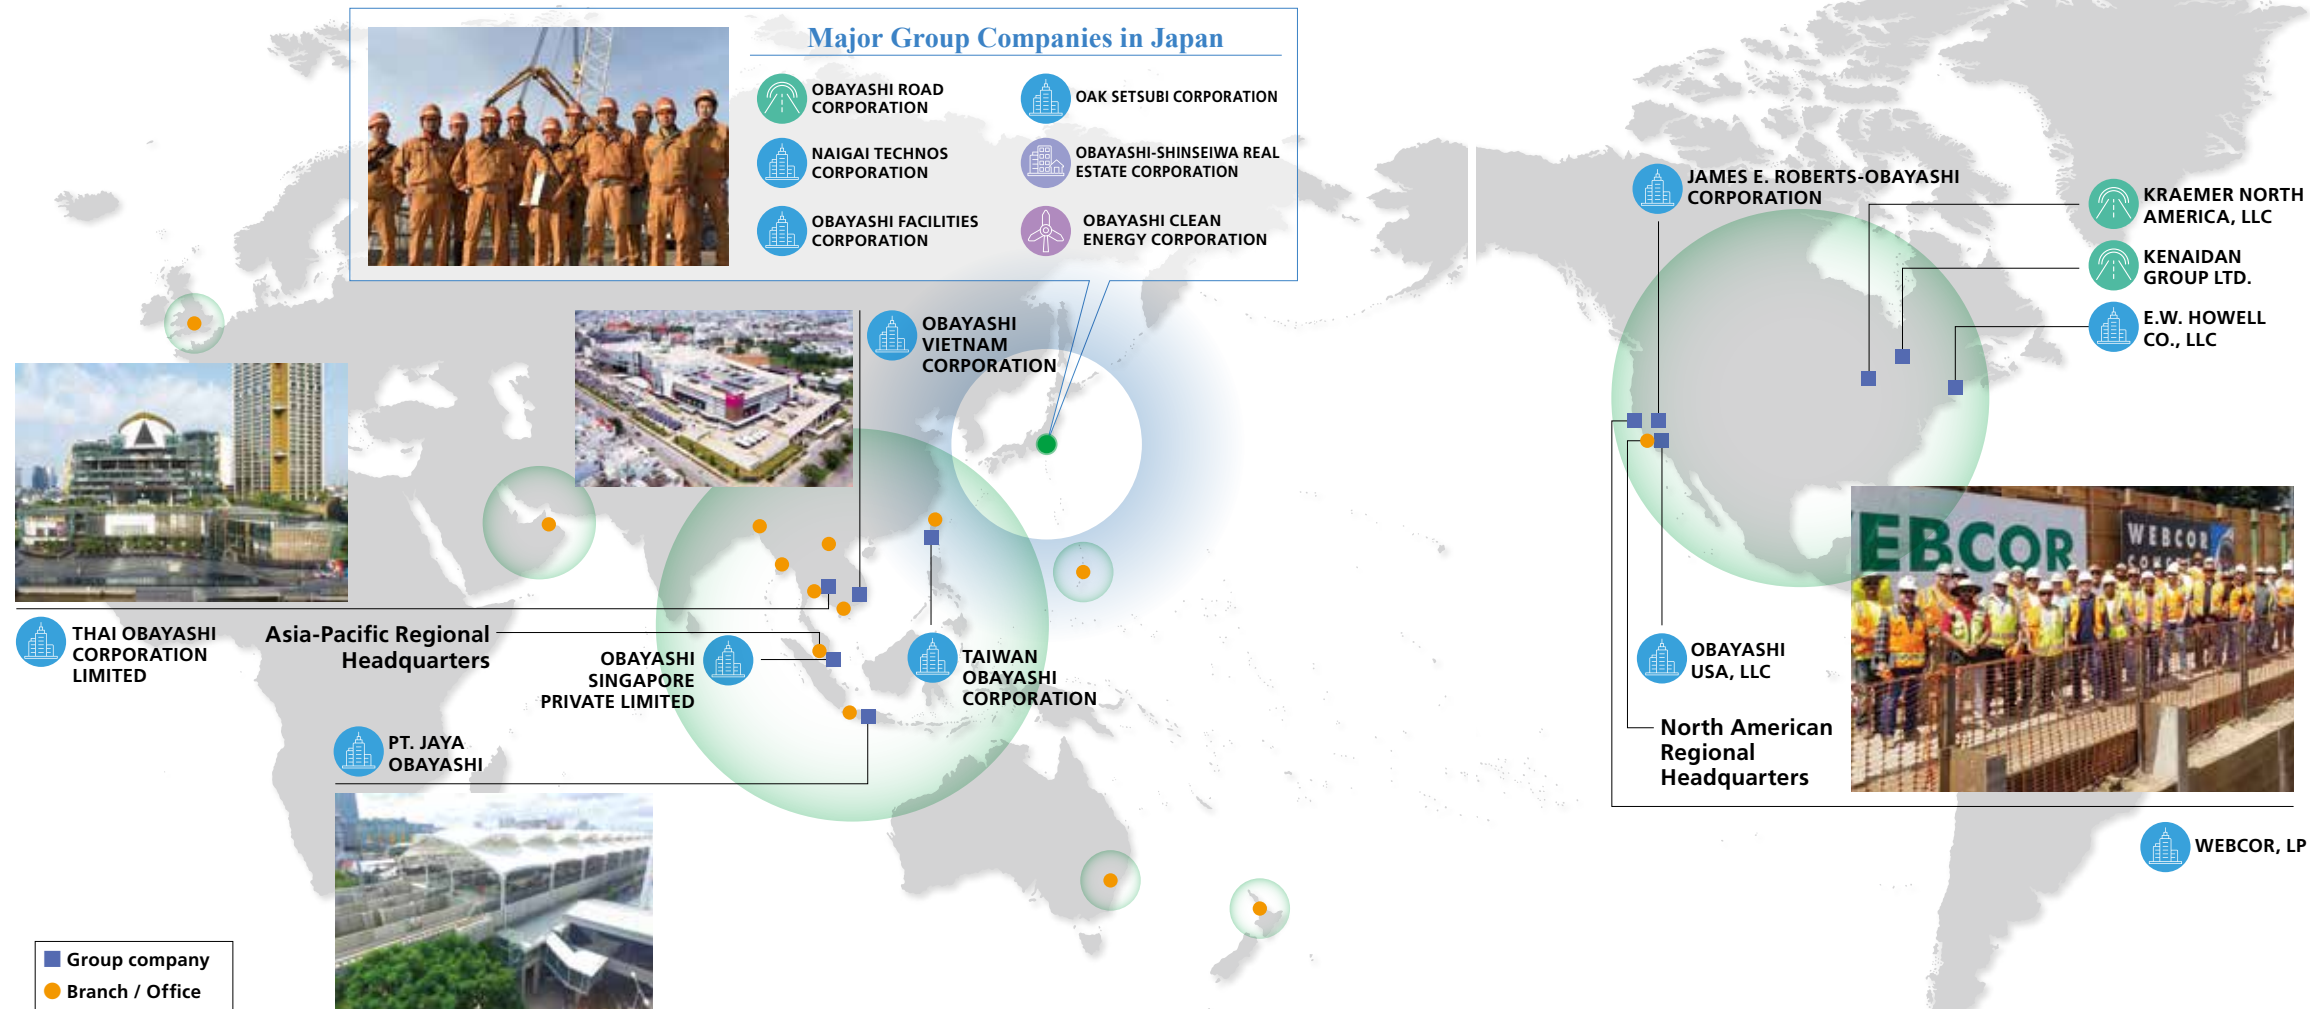 Major Group Companies in Japan
OBAYASHI ROAD
CORPORATION
OAK SETSUBI CORPORATION
NAIGAI TECHNOS
CORPORATION
OBAYASHI-SHINSEIWA REAL
ESTATE CORPORATION
OBAYASHI FACILITIES
CORPORATION
OBAYASHI CLEAN
ENERGY CORPORATION
JAMES E. ROBERTS-OBAYASHI
CORPORATION
KRAEMER NORTH
AMERICA, LLC
KENAIDAN
GROUP LTD.
E.W. HOWELL
CO., LLC
OBAYASHI
VIETNAM
CORPORATION
THAI OBAYASHI
CORPORATION
LIMITED
Asia-Pacific Regional
Headquarters
OBAYASHI
SINGAPORE
PRIVATE LIMITED
TAIWAN
OBAYASHI
CORPORATION
PT. JAYA
OBAYASHI
EBCOR
WEBCOR
OBAYASHI
USA, LLC
North American
Regional
Headquarters
WEBCOR, LP
Group company
Branch / Office